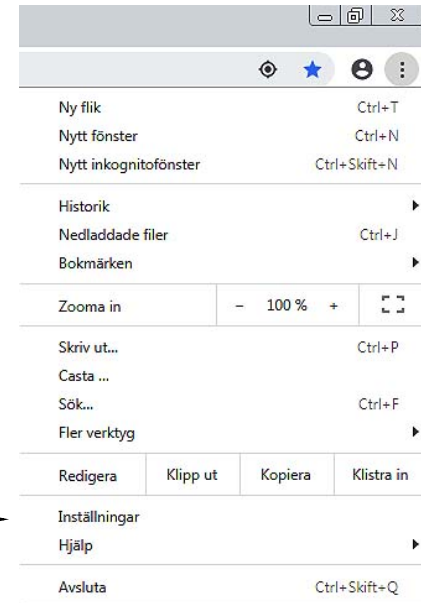 Ny flik Ctrl+T
Nytt fönster Ctrl+N
Nytt inkognitofönster Ctrl+Skift+N
Historik
Nedladdade filer Ctrl+J
Bokmärken
Zooma in – 100 % +
Skriv ut... Ctrl+P
Casta ...
Sök... Ctrl+F
Fler verktyg
Redigera Klipp ut Kopiera Klistra in
Inställningar
Hjälp
Avsluta Ctrl+Skift+Q